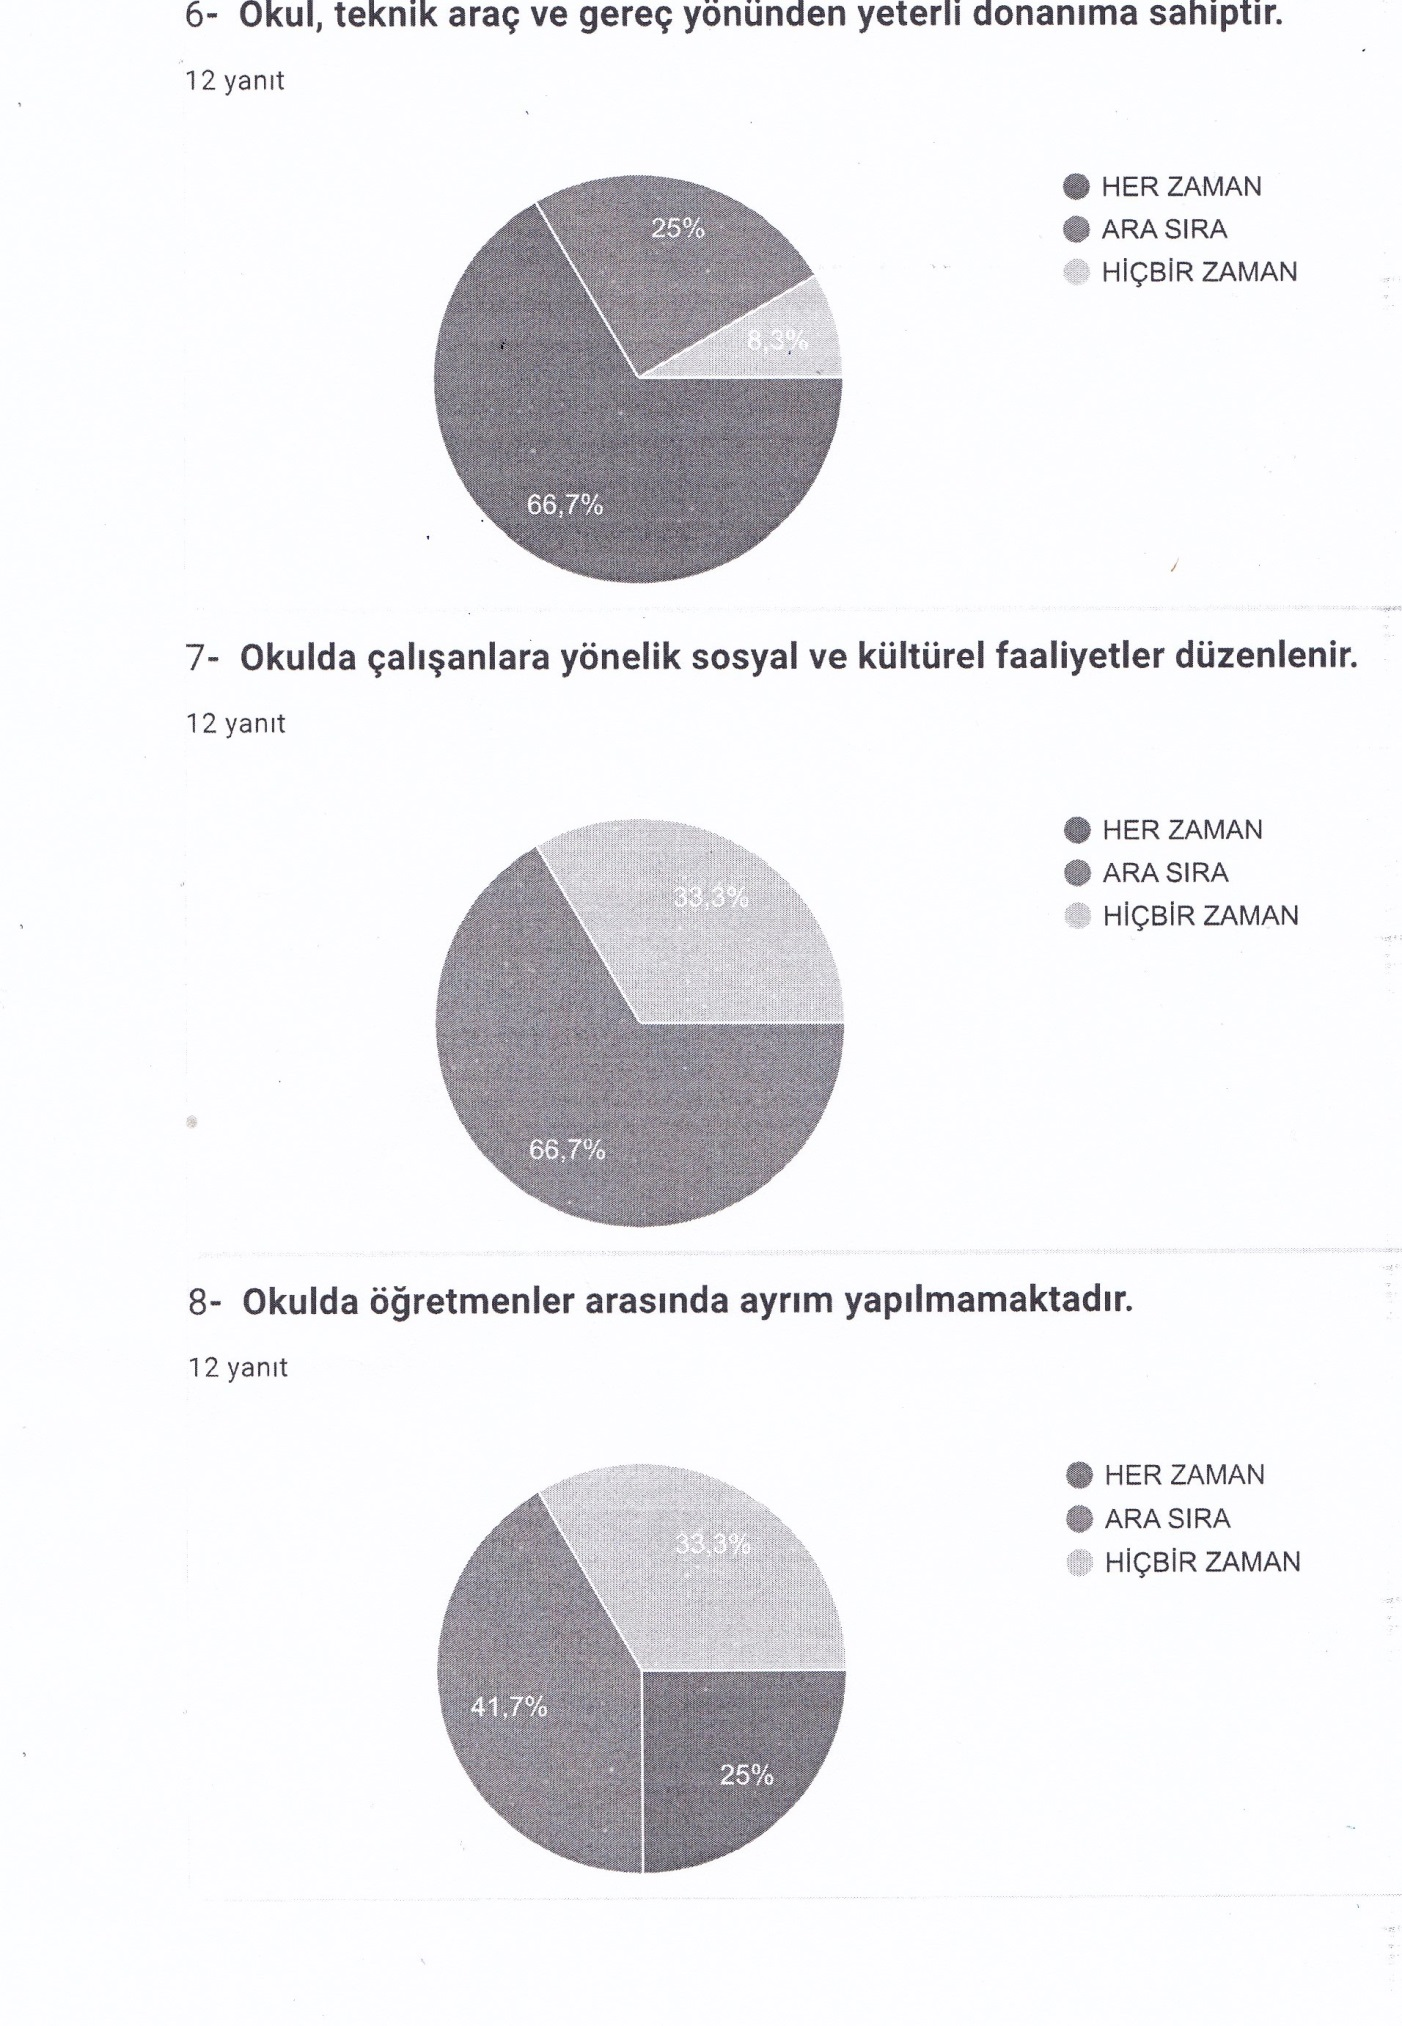 6- Okul, teknik araç ve gereç yönünden yeterli donanıma sahiptir.
12 yanıt
HER ZAMAN
ARA SIRA
HİÇBİR ZAMAN
25%
8,3%
66,7%
7- Okulda çalışanlara yönelik sosyal ve kültürel faaliyetler düzenlenir.
12 yanıt
HER ZAMAN
ARA SIRA
HİÇBİR ZAMAN
33,3%
66,7%
8- Okulda öğretmenler arasında ayrım yapılmamaktadır.
12 yanıt
HER ZAMAN
ARA SIRA
HİÇBİR ZAMAN
33,3%
41,7%
25%